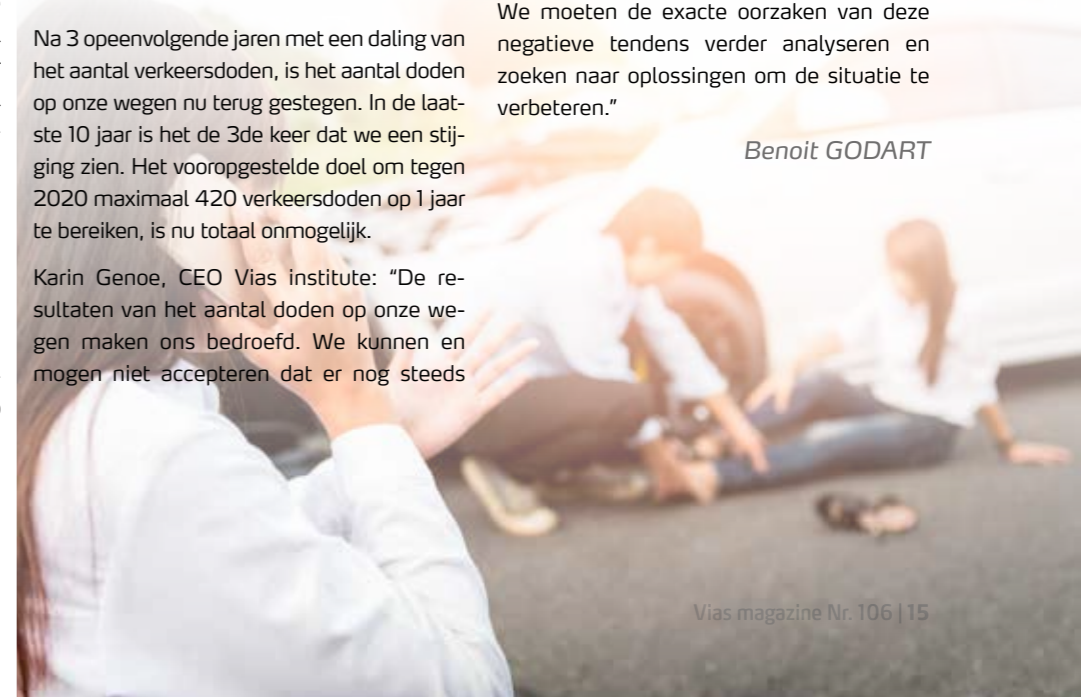 Na 3 opeenvolgende jaren met een daling van
het aantal verkeersdoden, is het aantal doden
op onze wegen nu terug gestegen. In de laat-
ste 10 jaar is het de 3de keer dat we een stij-
ging zien. Het vooropgestelde doel om tegen
2020 maximaal 420 verkeersdoden op 1 jaar
te bereiken, is nu totaal onmogelijk.
Karin Genoe, CEO Vias institute: “De re-
sultaten van het aantal doden op onze we-
gen maken ons bedroefd. We kunnen en
mogen niet accepteren dat er nog steeds
We moeten de exacte oorzaken van deze
negatieve tendens verder analyseren en
zoeken naar oplossingen om de situatie te
verbeteren.”
Benoit GODART
Vias magazine Nr. 106 | 15